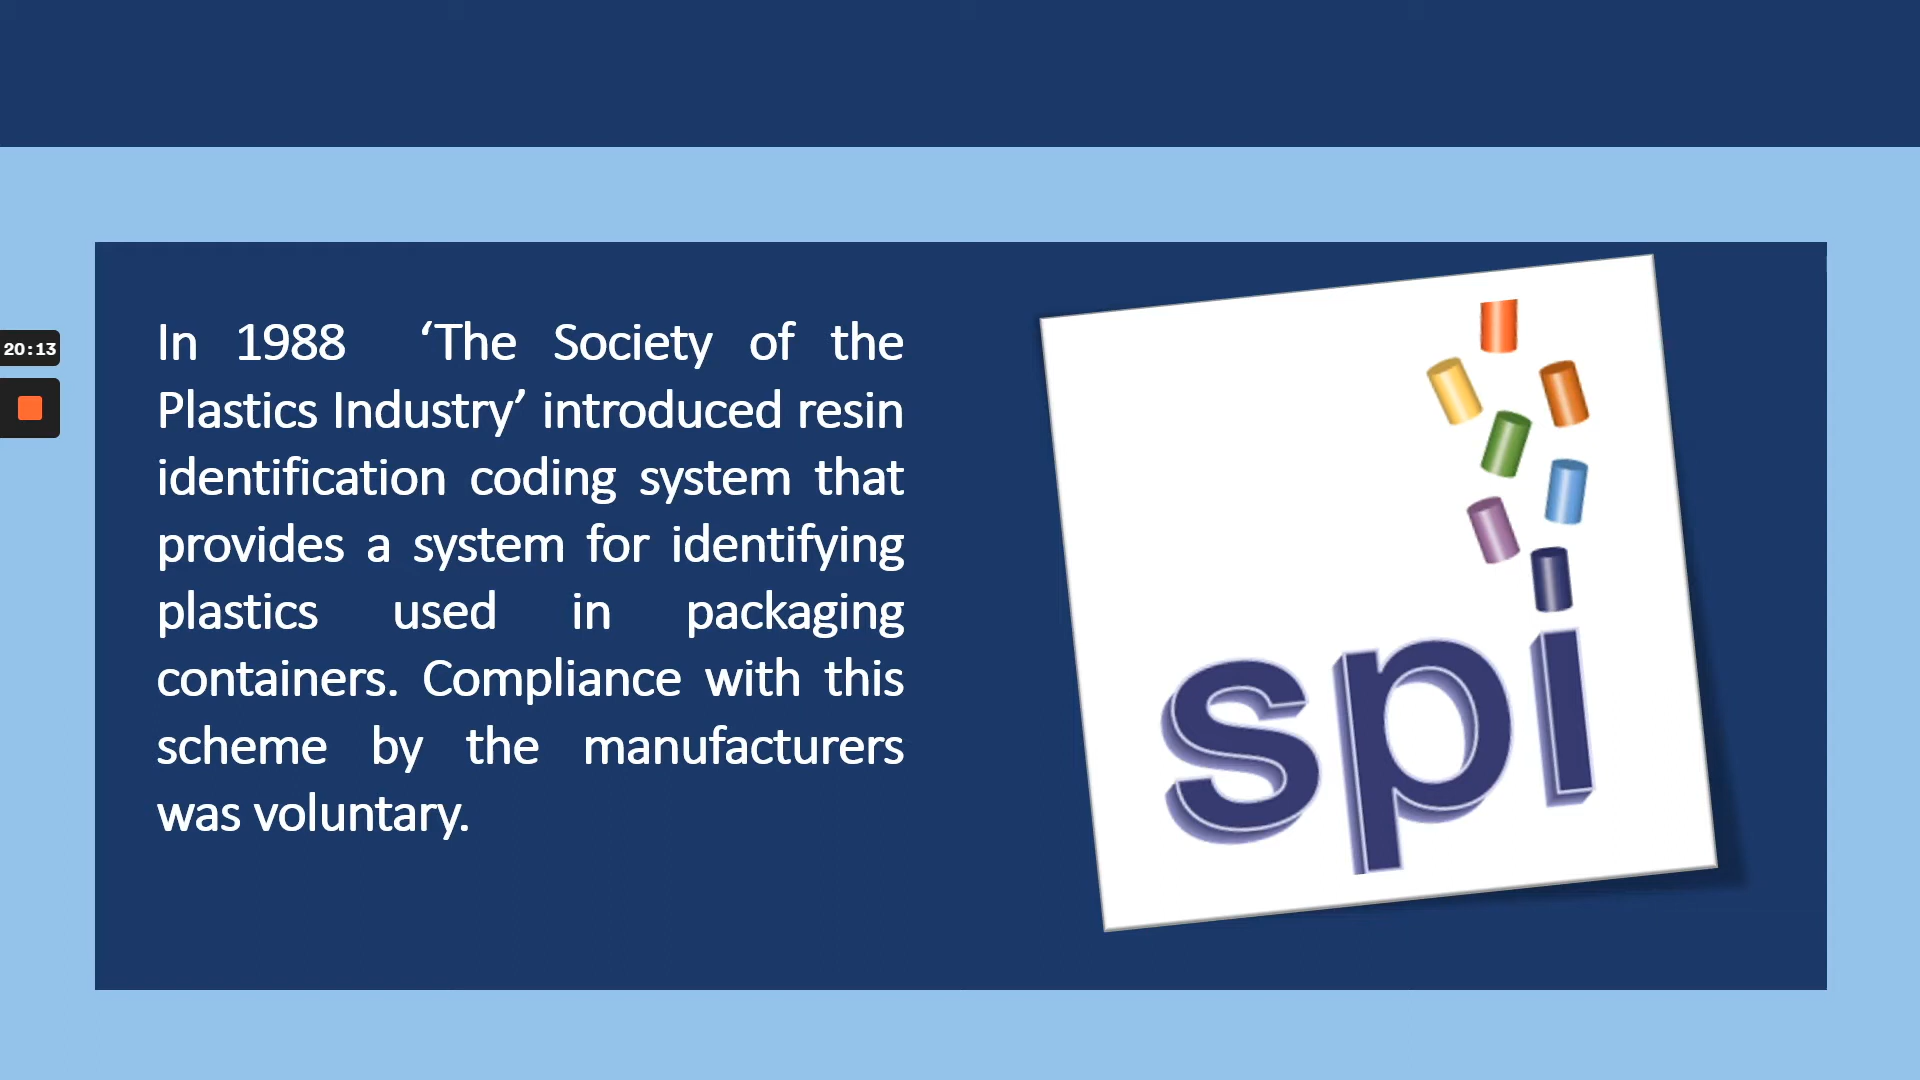 In 1988 ‘The Society of the
Plastics Industry’ introduced resin
identification coding system that
provides a system for identifying
plastics used in packaging
containers. Compliance with this
scheme by the manufacturers
was voluntary.
20:13
spi